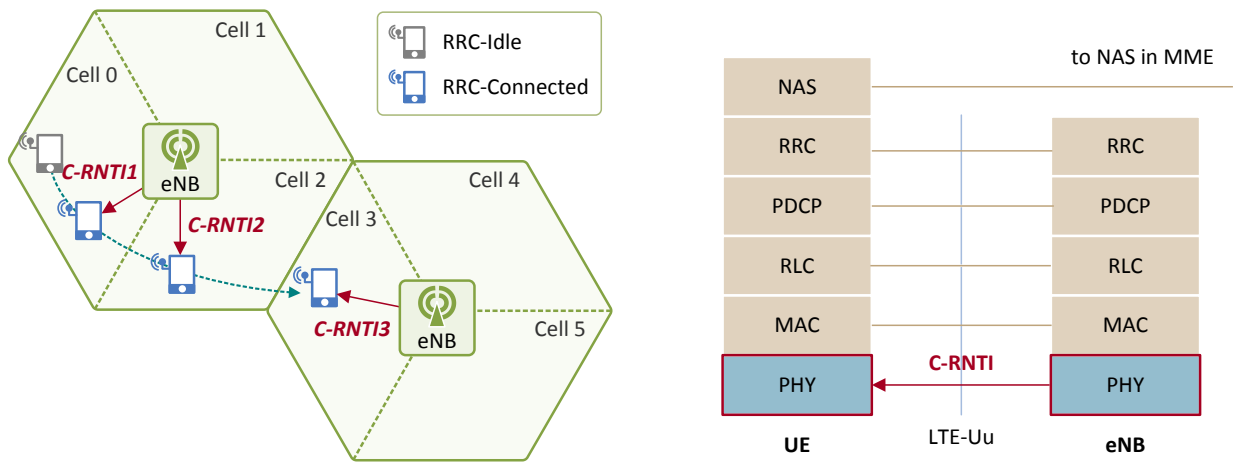 Cell 1
RRC-Idle
RRC-Connected
Cell 0
C-RNTI1
eNB
Cell 2
C-RNTI2
Cell 4
Cell 3
C-RNTI3
eNB
Cell 5
to NAS in MME
NAS
RRC
RRC
PDCP
PDCP
RLC
RLC
MAC
MAC
C-RNTI
PHY
PHY
UE
LTE-Uu
eNB